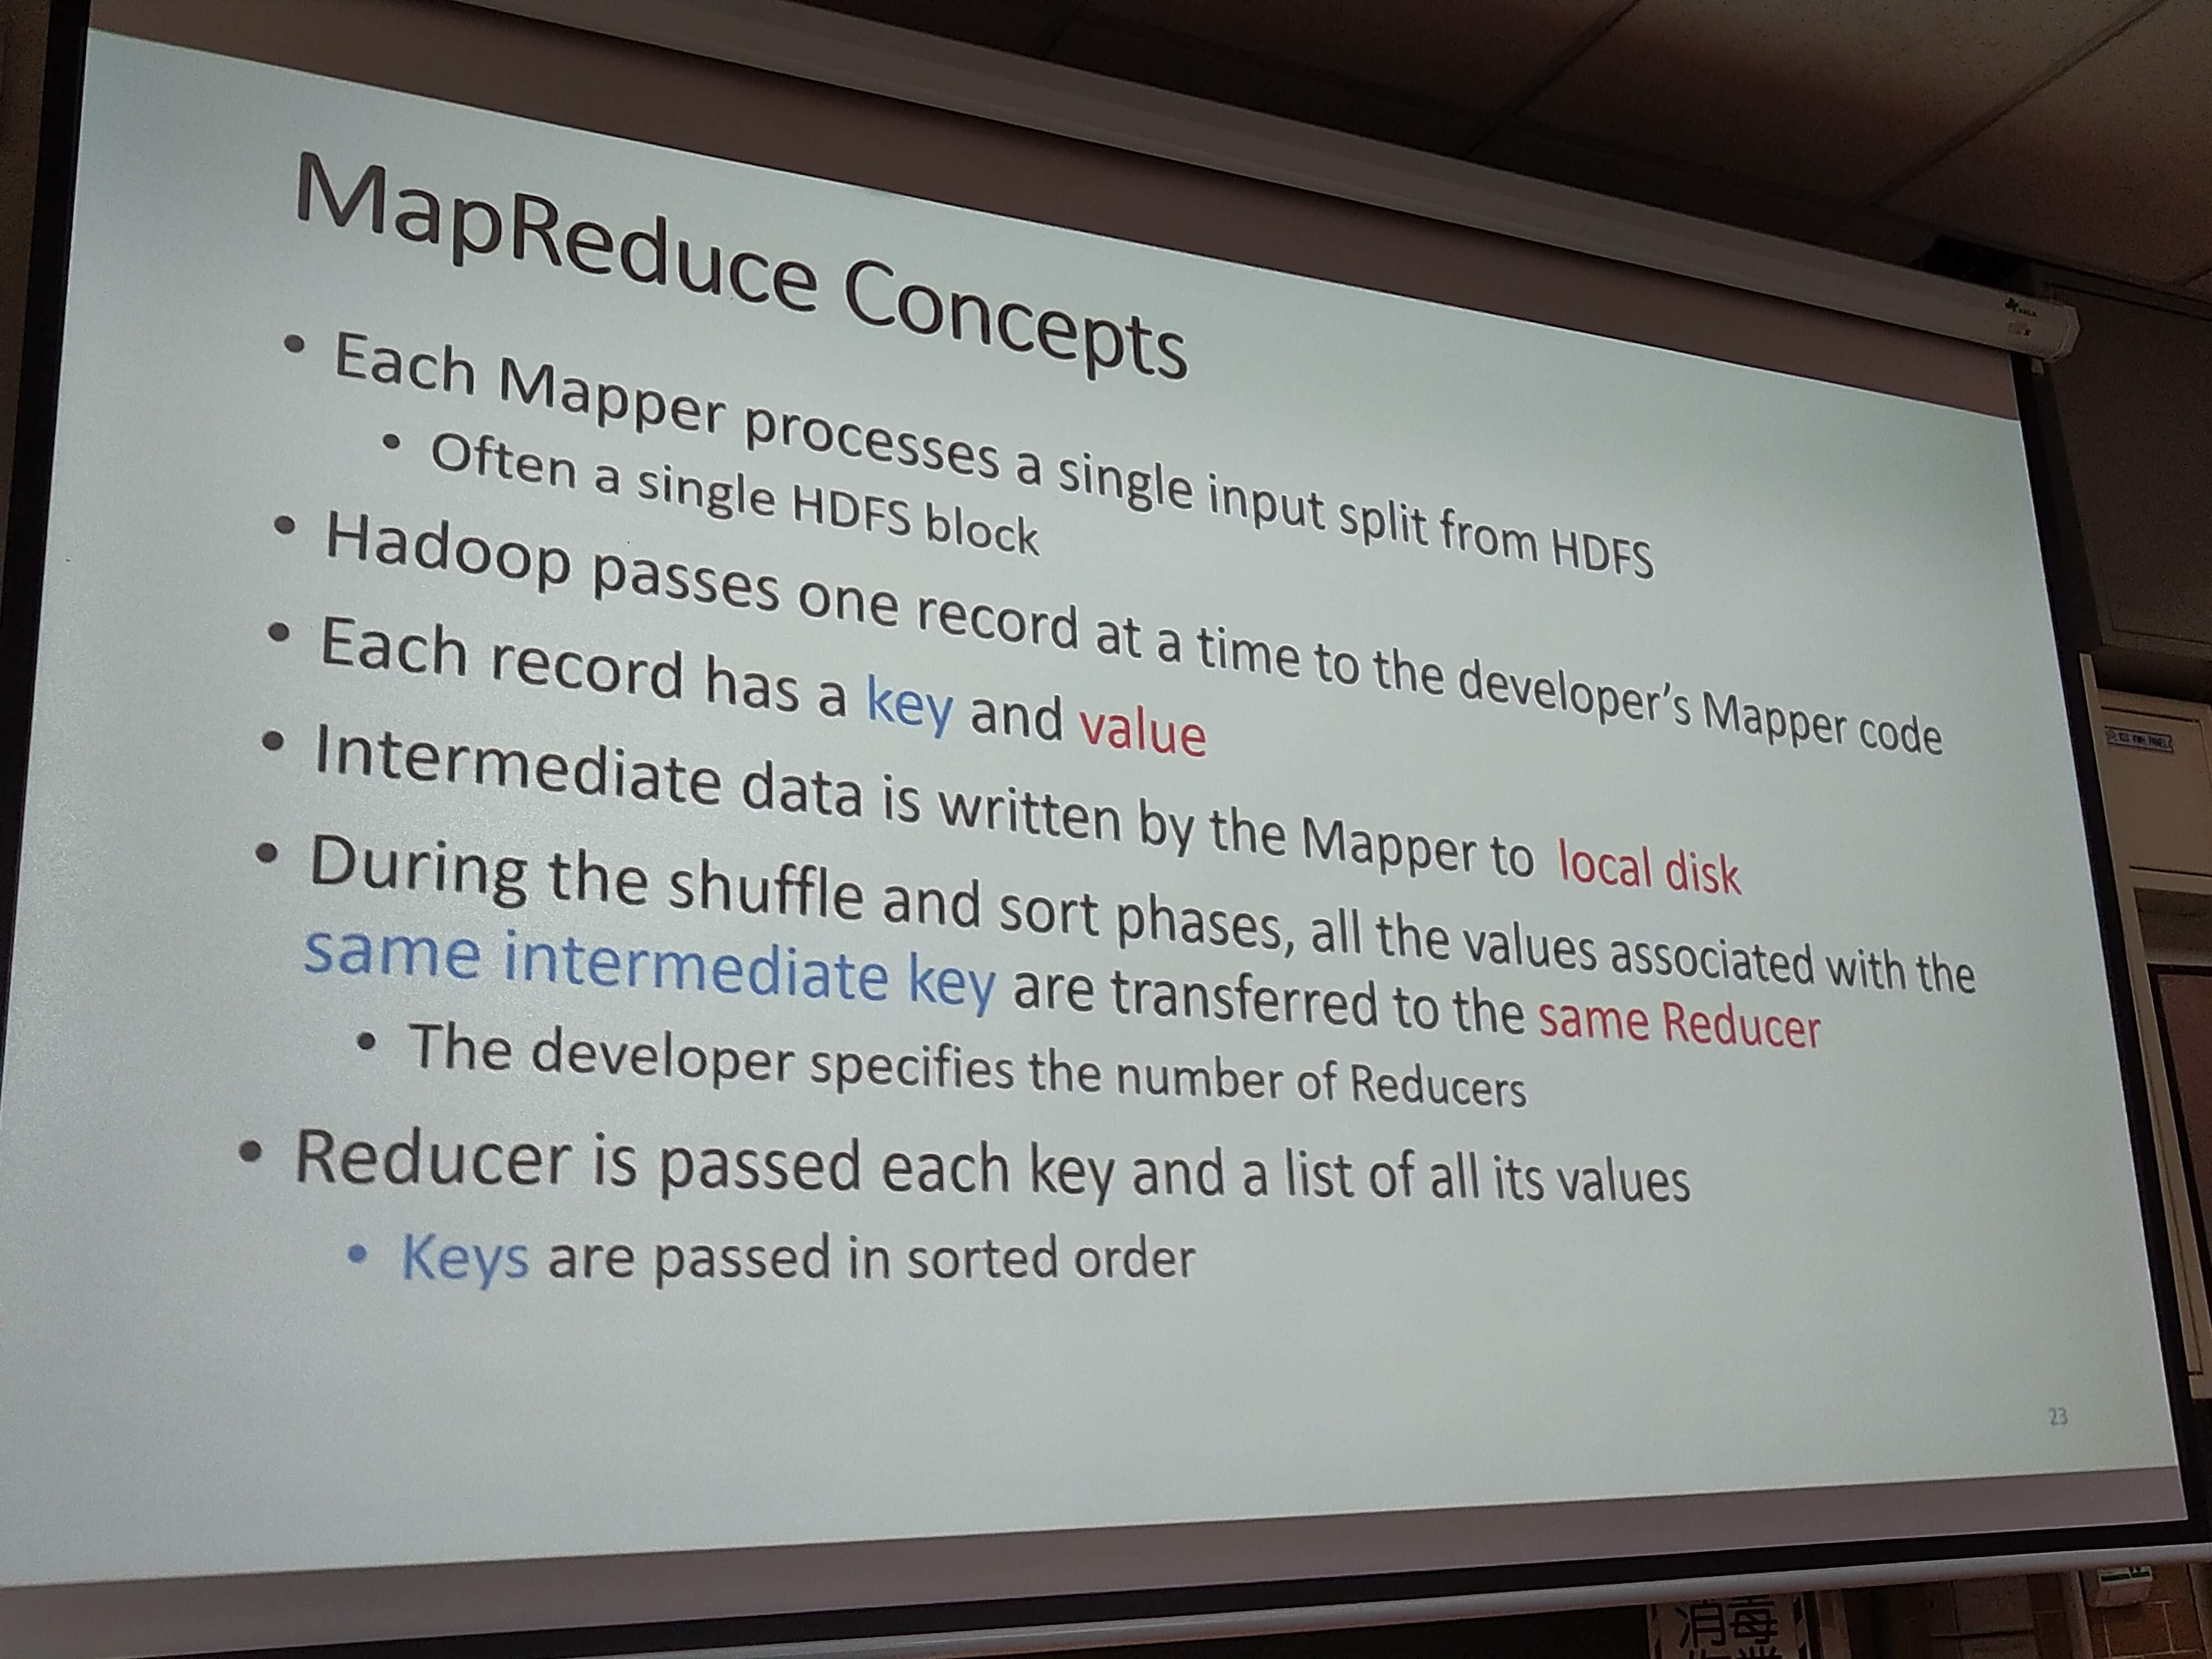 MapReduce Concepts
• Each Mapper processes a single input split from HDFS
• Often a single HDFS block
• Hadoop passes one record at a time to the developer’s Mapper code
• Each record has a key and value
• Intermediate data is written by the Mapper to local disk
• During the shuffle and sort phases, all the values associated with the
same intermediate key are transferred to the same Reducer
• The developer specifies the number of Reducers
• Reducer is passed each key and a list of all its values
• Keys are passed in sorted order
23
消毒